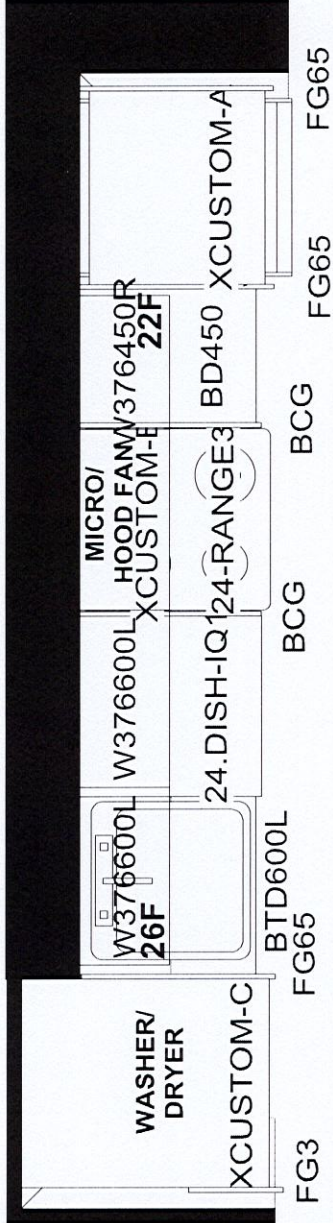 FG65
XCUSTOM-A
FG65
W376450R
22F
BD450
MICRO/
HOOD FAN
XCUSTOM-B
24-RANGE3
BCG
W376600L
24.DISH-IQ1
BCG
W376600L
26F
BTD600L
FG65
WASHER/
DRYER
XCUSTOM-C
FG3